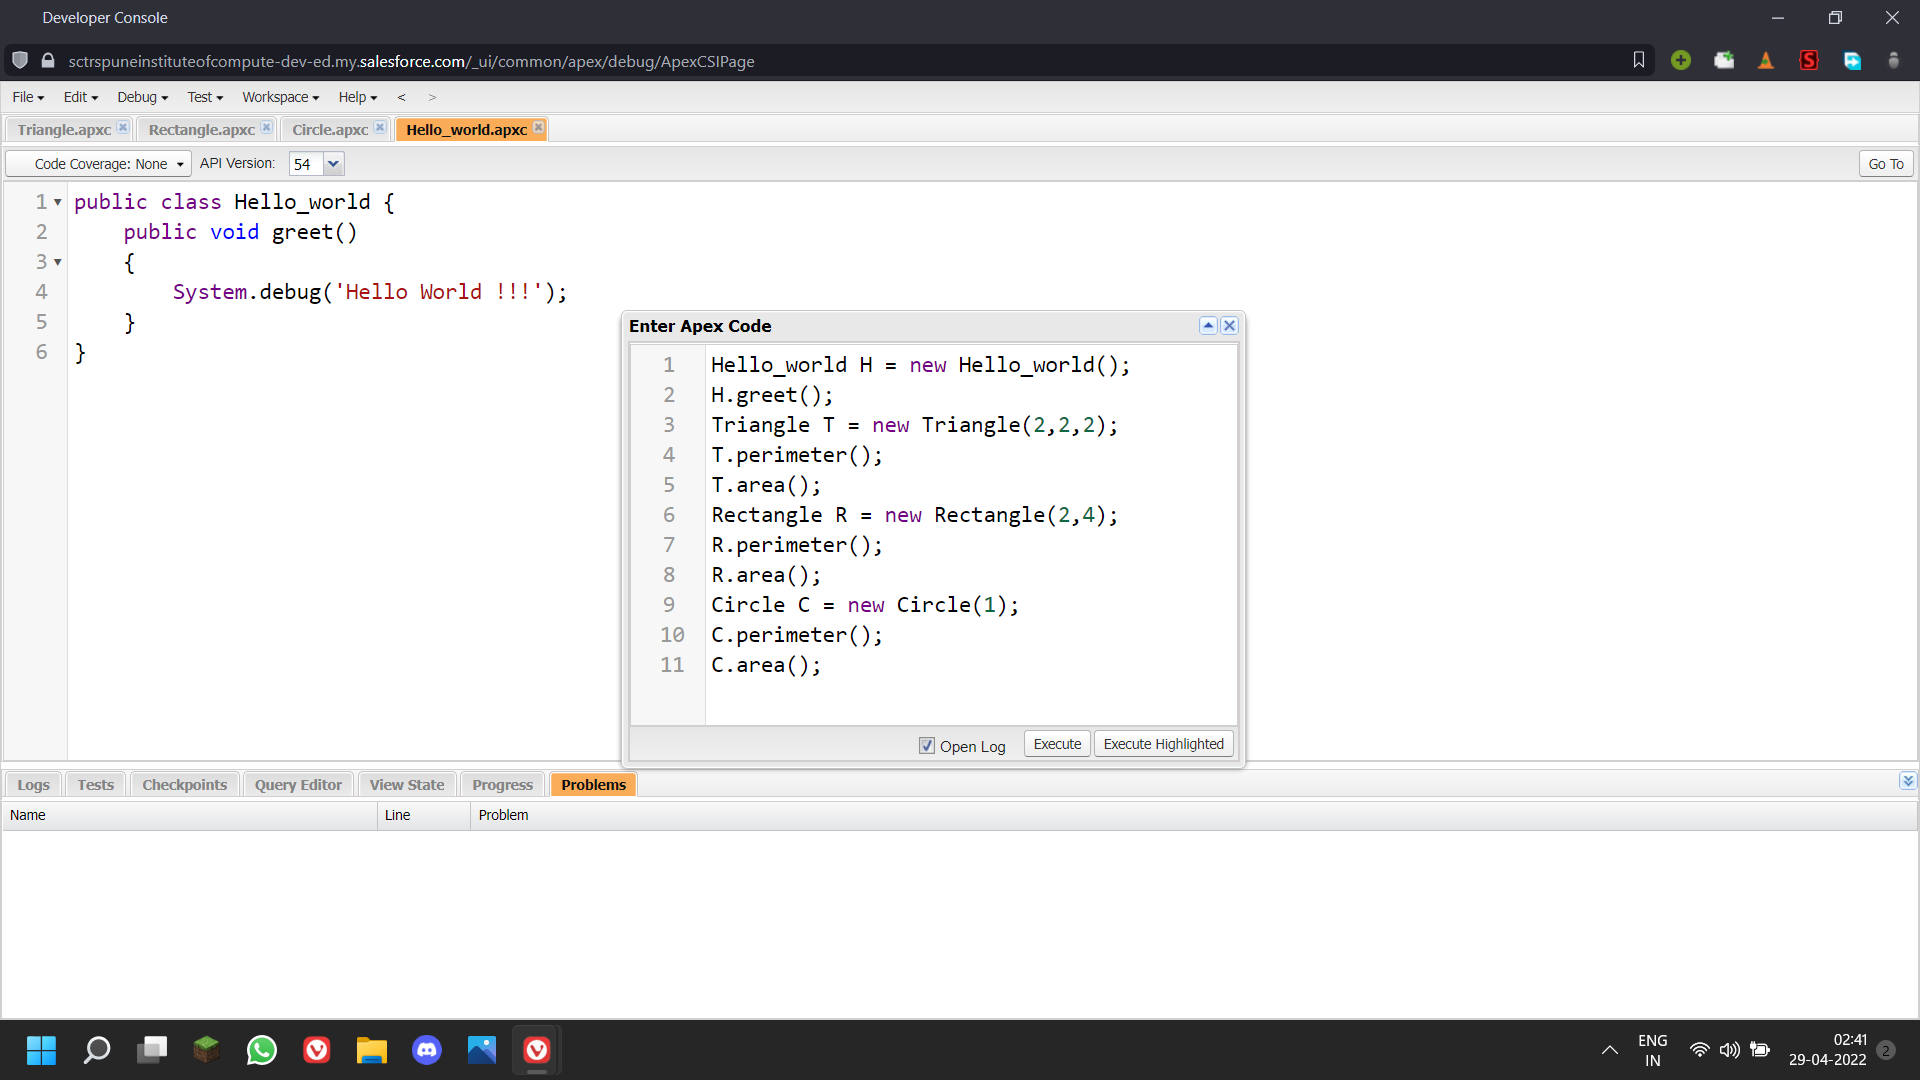 Developer Console
sctrspuneinstituteofcompute-dev-ed.my.salesforce.com/_ui/common/apex/debug/ApexCSIPage
File Edit Debug Test Workspace Help < >
Triangle.apxc Rectangle.apxc Circle.apxc Hello_world.apxc
Code Coverage: None API Version: 54 Go To
1 public class Hello_world {
2 public void greet()
3 {
4 System.debug('Hello World !!!');
5 }
6 }
Enter Apex Code
1 Hello_world H = new Hello_world();
2 H.greet();
3 Triangle T = new Triangle(2,2,2);
4 T.perimeter();
5 T.area();
6 Rectangle R = new Rectangle(2,4);
7 R.perimeter();
8 R.area();
9 Circle C = new Circle(1);
10 C.perimeter();
11 C.area();
Open Log Execute Execute Highlighted
Logs Tests Checkpoints Query Editor View State Progress Problems
Name Line Problem
ENG
IN
02:41
29-04-2022
2